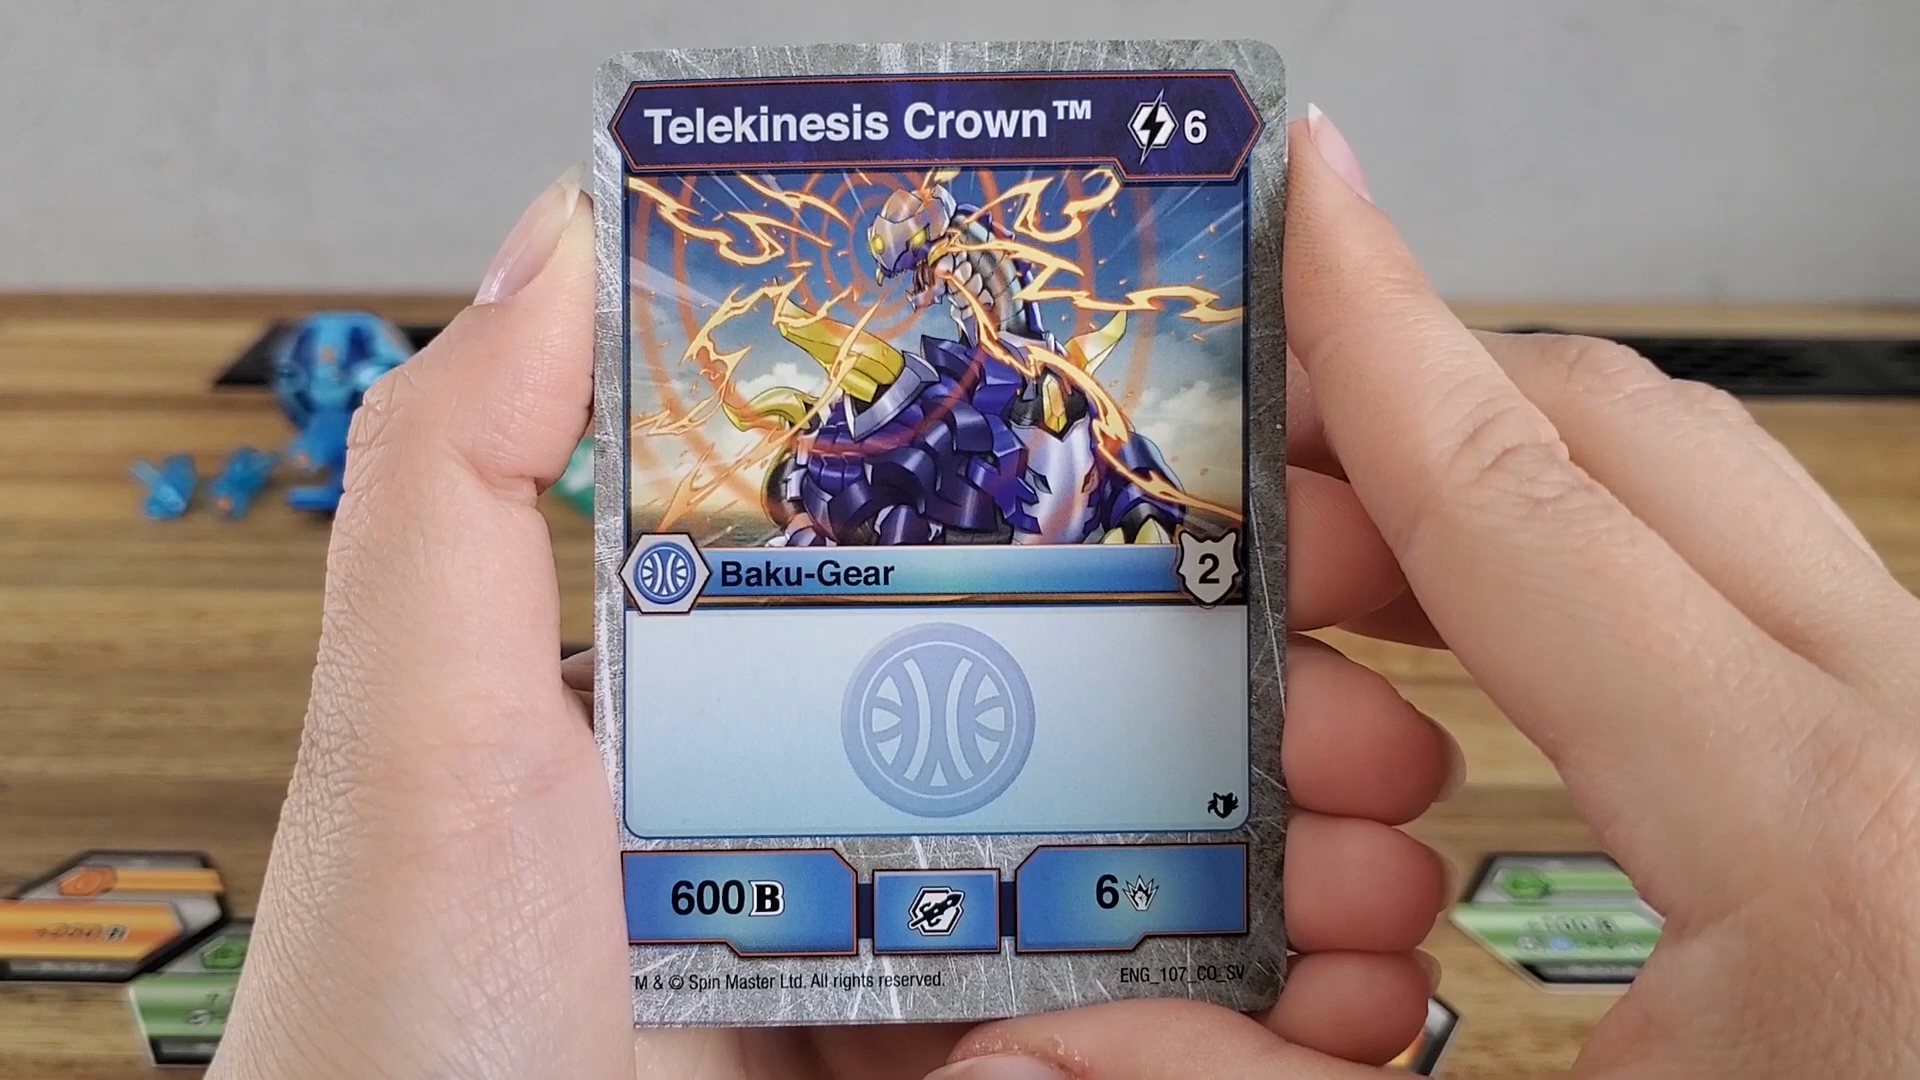 Telekinesis Crown™ 6
Baku-Gear 2
600 B 6
M & © Spin Master Ltd. All rights reserved. ENG_107_CO_SV